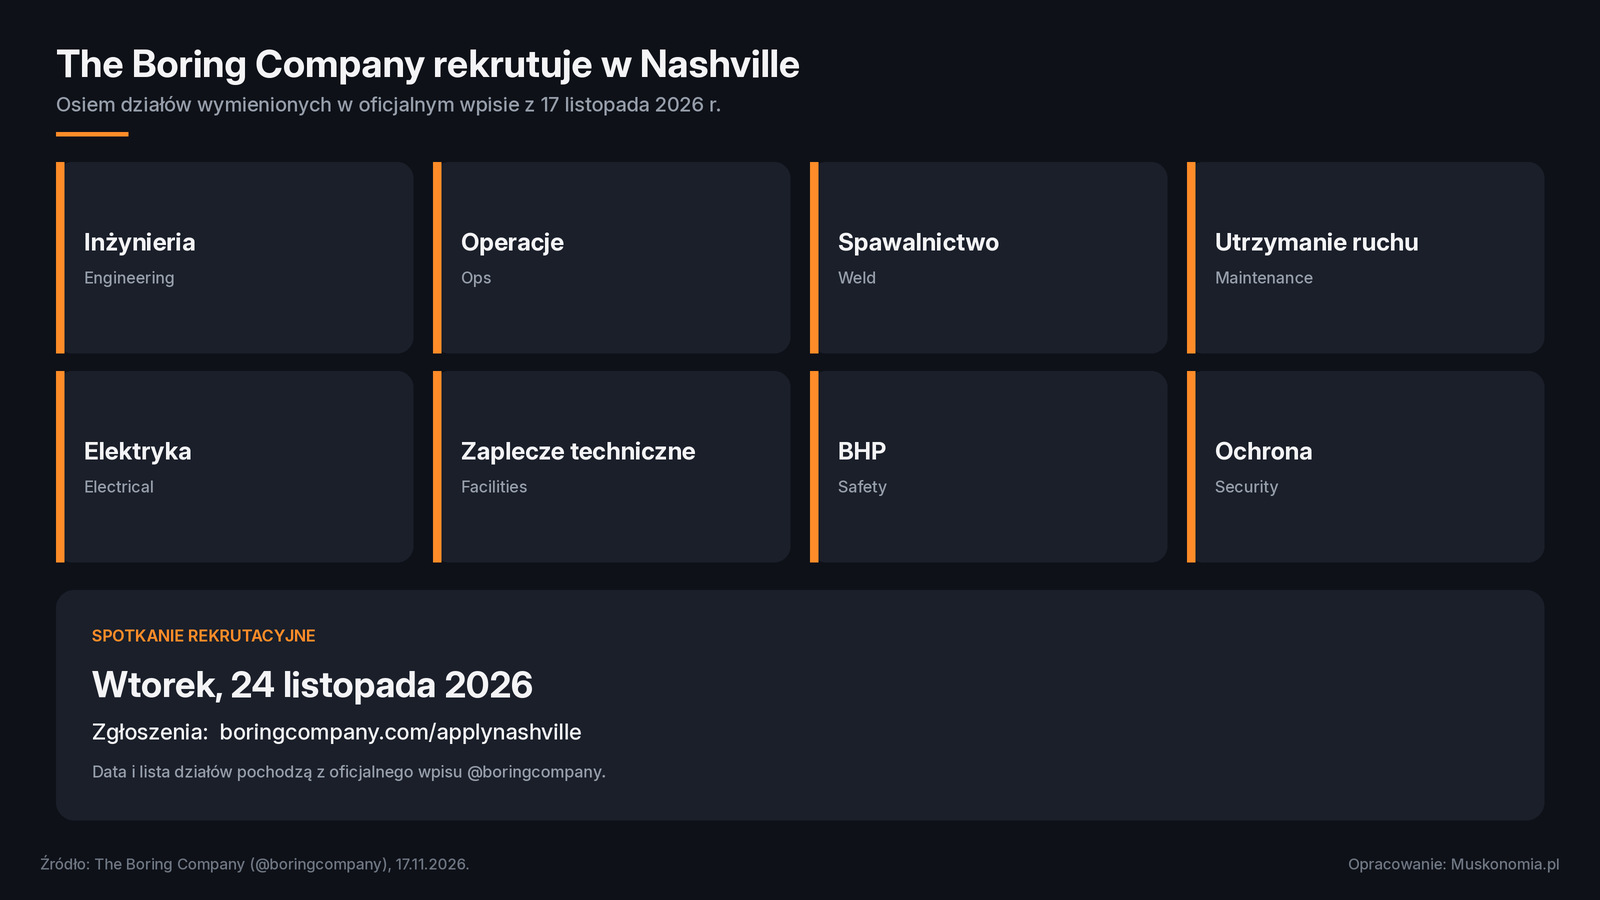 The Boring Company rekrutuje w Nashville
Osiem działów wymienionych w oficjalnym wpisie z 17 listopada 2026 r.
Inżynieria
Engineering
Operacje
Ops
Spawalnictwo
Weld
Utrzymanie ruchu
Maintenance
Elektryka
Electrical
Zaplecze techniczne
Facilities
BHP
Safety
Ochrona
Security
SPOTKANIE REKRUTACYJNE
Wtorek, 24 listopada 2026
Zgłoszenia: boringcompany.com/applynashville
Data i lista działów pochodzą z oficjalnego wpisu @boringcompany.
Źródło: The Boring Company (@boringcompany), 17.11.2026.
Opracowanie: Muskonomia.pl